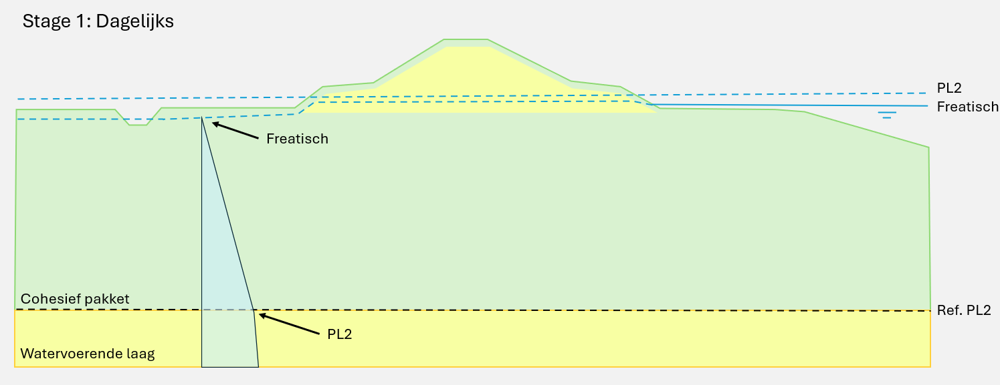 Stage 1: Dagelijks
PL2
Freatisch
Freatisch
Cohesief pakket
Ref. PL2
PL2
Watervoerende laag